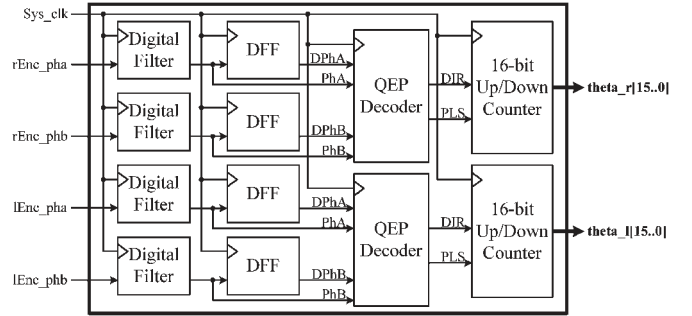 Sys_clk
rEnc_pha
Digital
Filter
DFF
DPhA
PhA
QEP
Decoder
DIR
PLS
16-bit
Up/Down
Counter
theta_r[15..0]
rEnc_phb
Digital
Filter
DFF
DPhB
PhB
lEnc_pha
Digital
Filter
DFF
DPhA
PhA
QEP
Decoder
DIR
PLS
16-bit
Up/Down
Counter
theta_l[15..0]
lEnc_phb
Digital
Filter
DFF
DPhB
PhB